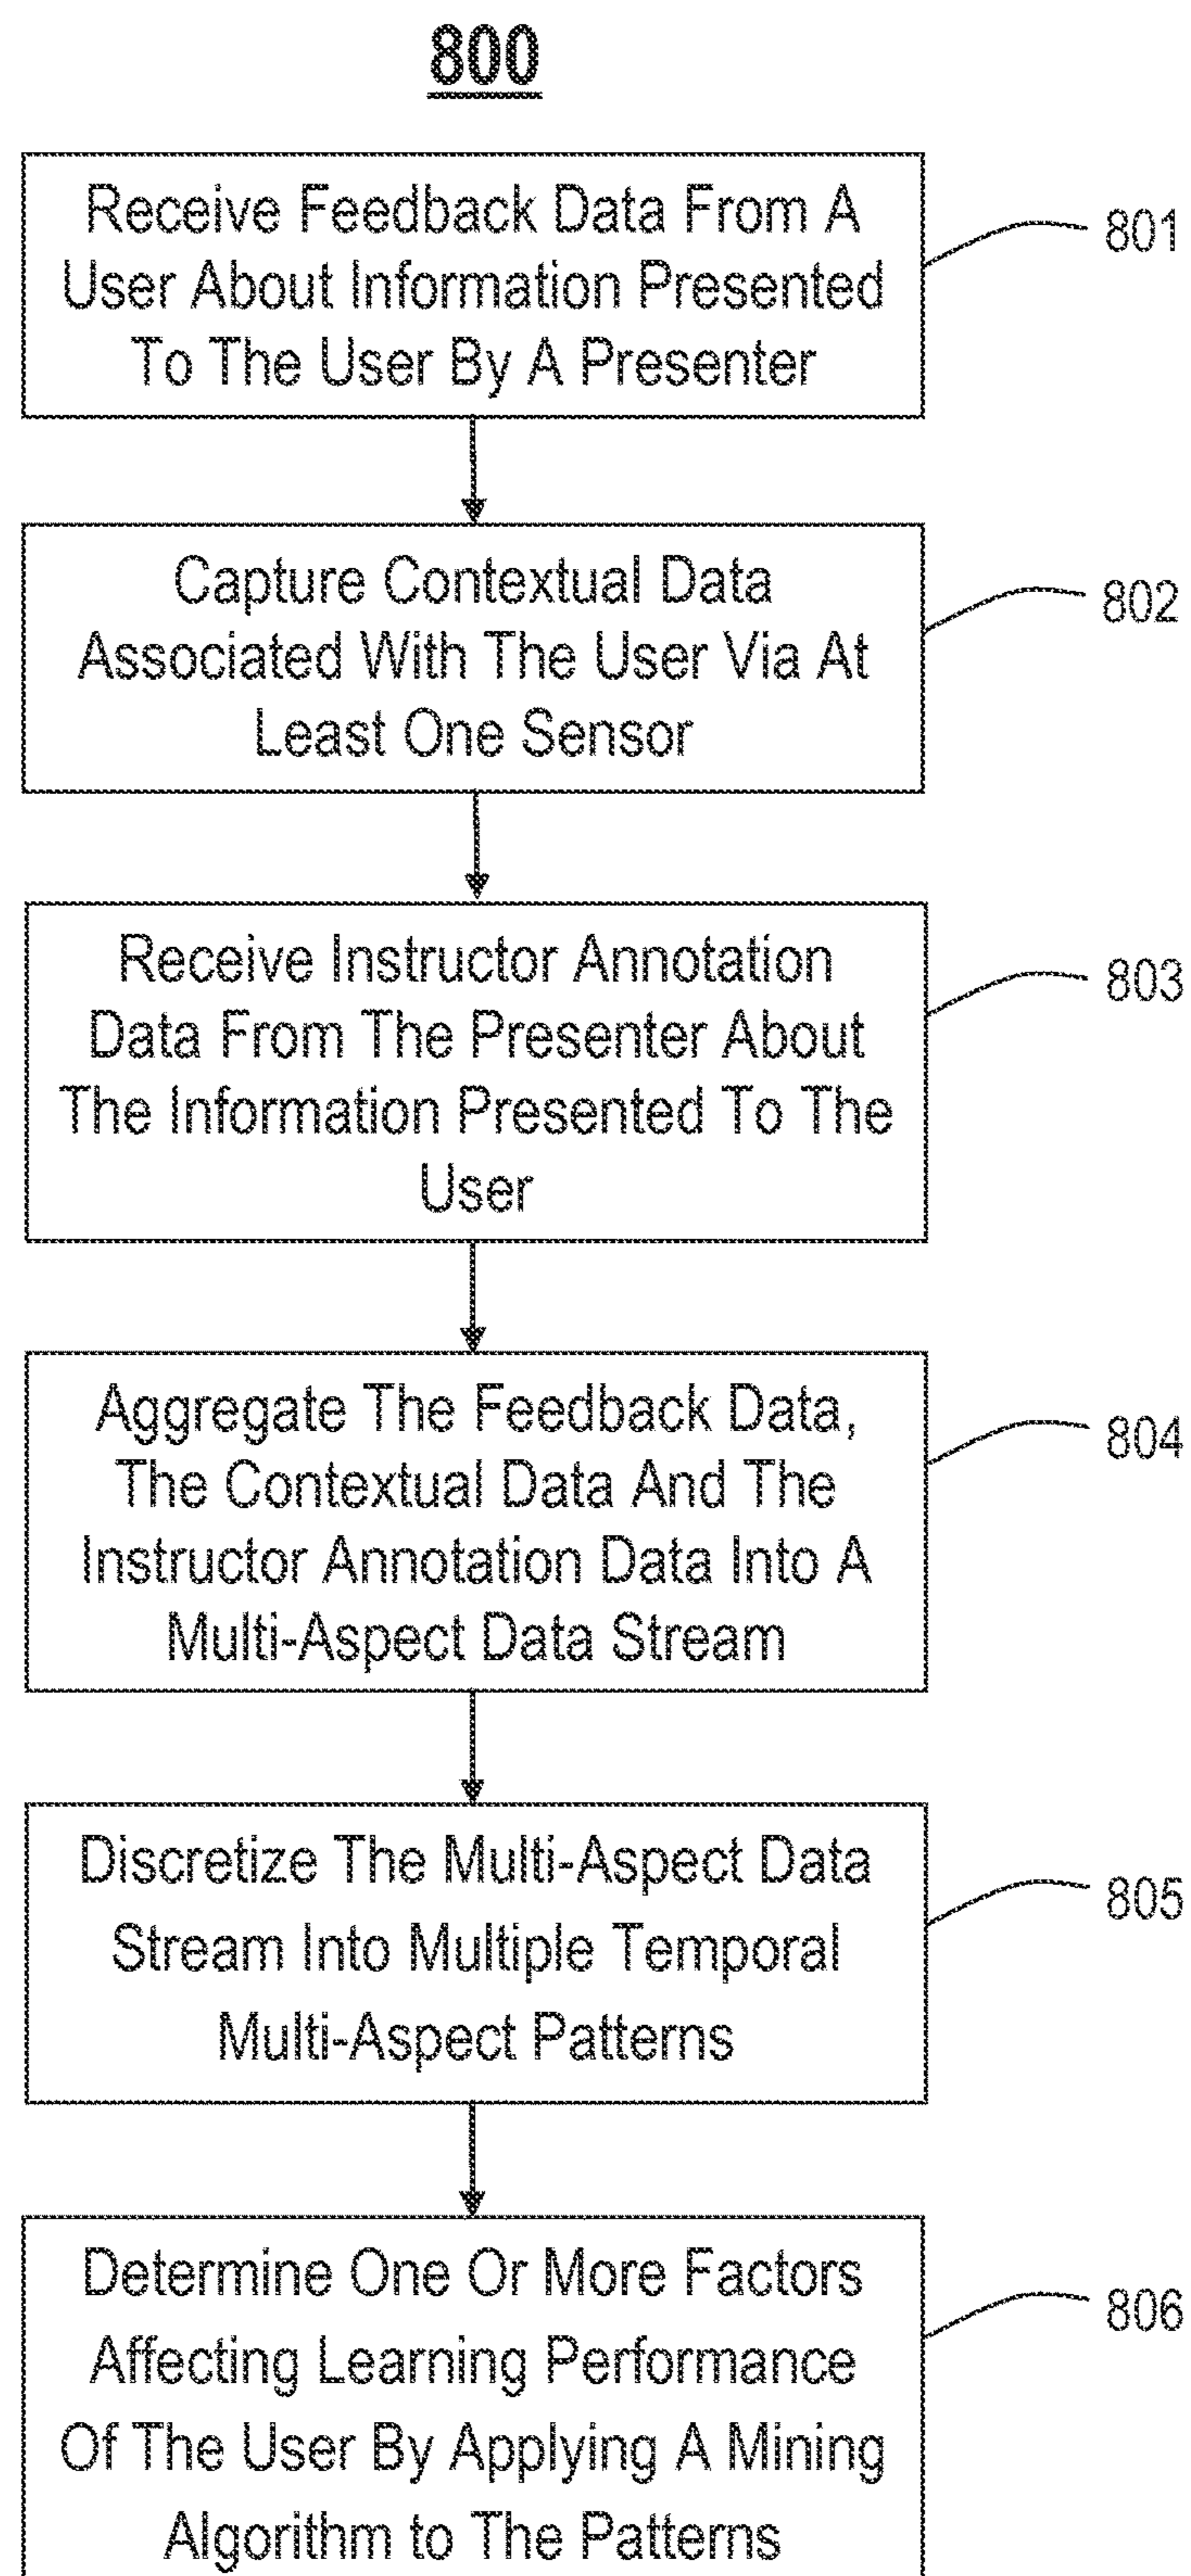 800
Receive Feedback Data From A
User About Information Presented
To The User By A Presenter
801
Capture Contextual Data
Associated With The User Via At
Least One Sensor
802
Receive Instructor Annotation
Data From The Presenter About
The Information Presented To The
User
803
Aggregate The Feedback Data,
The Contextual Data And The
Instructor Annotation Data Into A
Multi-Aspect Data Stream
804
Discretize The Multi-Aspect Data
Stream Into Multiple Temporal
Multi-Aspect Patterns
805
Determine One Or More Factors
Affecting Learning Performance
Of The User By Applying A Mining
Algorithm to The Patterns
806